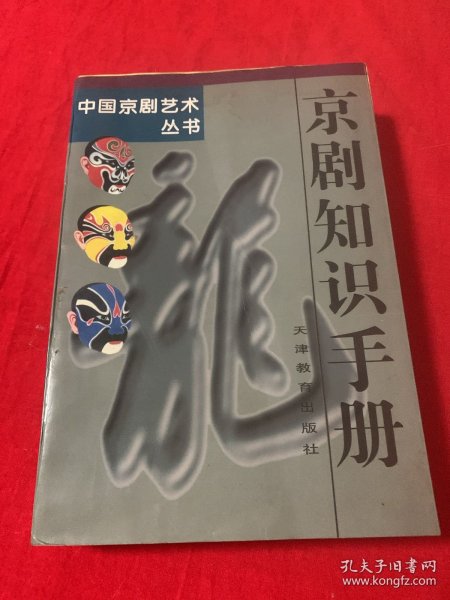 中国京剧艺术
丛书
京剧知识手册
龍
天津教育出版社
孔夫子旧书网
www.kongfz.com